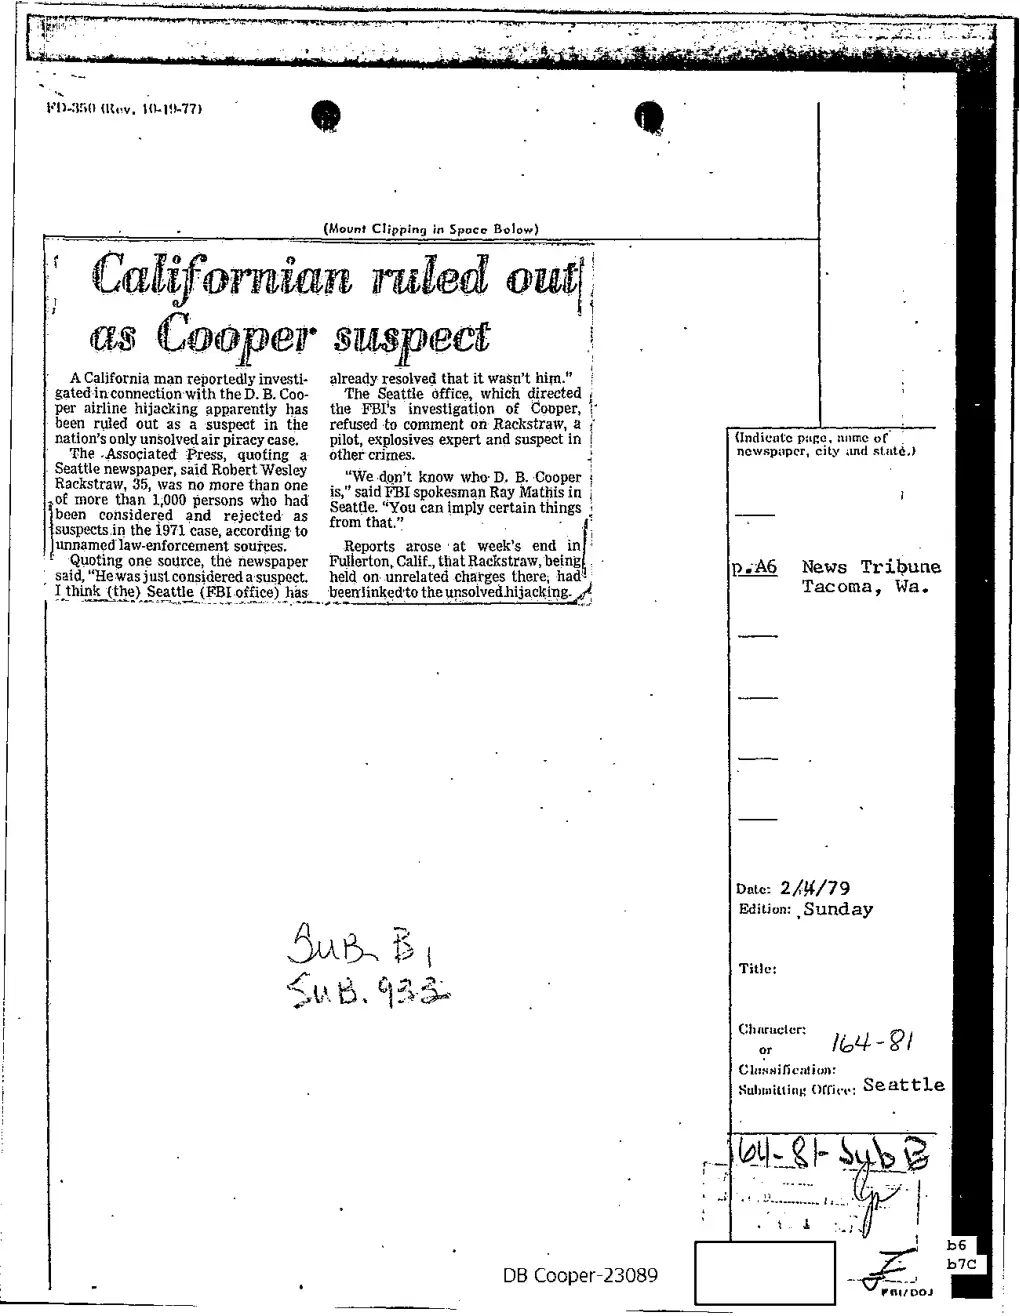 FD-350 (Rev. 10-19-77)
(Mount Clipping in Space Below)
Californian ruled out
as Cooper suspect
A California man reportedly investi-
gated in connection with the D. B. Coo-
per airline hijacking apparently has
been ruled out as a suspect in the
nation's only unsolved air piracy case.
The Associated Press, quoting a
Seattle newspaper, said Robert Wesley
Rackstraw, 35, was no more than one
of more than 1,000 persons who had
been considered and rejected as
suspects in the 1971 case, according to
unnamed law-enforcement sources.
Quoting one source, the newspaper
said, "He was just considered a suspect.
I think (the) Seattle (FBI office) has
already resolved that it wasn't him."
The Seattle office, which directed
the FBI's investigation of Cooper,
refused to comment on Rackstraw, a
pilot, explosives expert and suspect in
other crimes.
"We don't know who D. B. Cooper
is," said FBI spokesman Ray Mathis in
Seattle. "You can imply certain things
from that."
Reports arose at week's end in
Fullerton, Calif., that Rackstraw, being
held on unrelated charges there, had
been linked to the unsolved hijacking.
(Indicate page, name of
newspaper, city and state.)
p.A6 News Tribune
Tacoma, Wa.
Date: 2/4/79
Edition: Sunday
Title:
Character:
or 164-81
Classification:
Submitting Office: Seattle
SUB B1
SUB. 933
164-81-Sub B
b6
b7C
FBI/DOJ
DB Cooper-23089